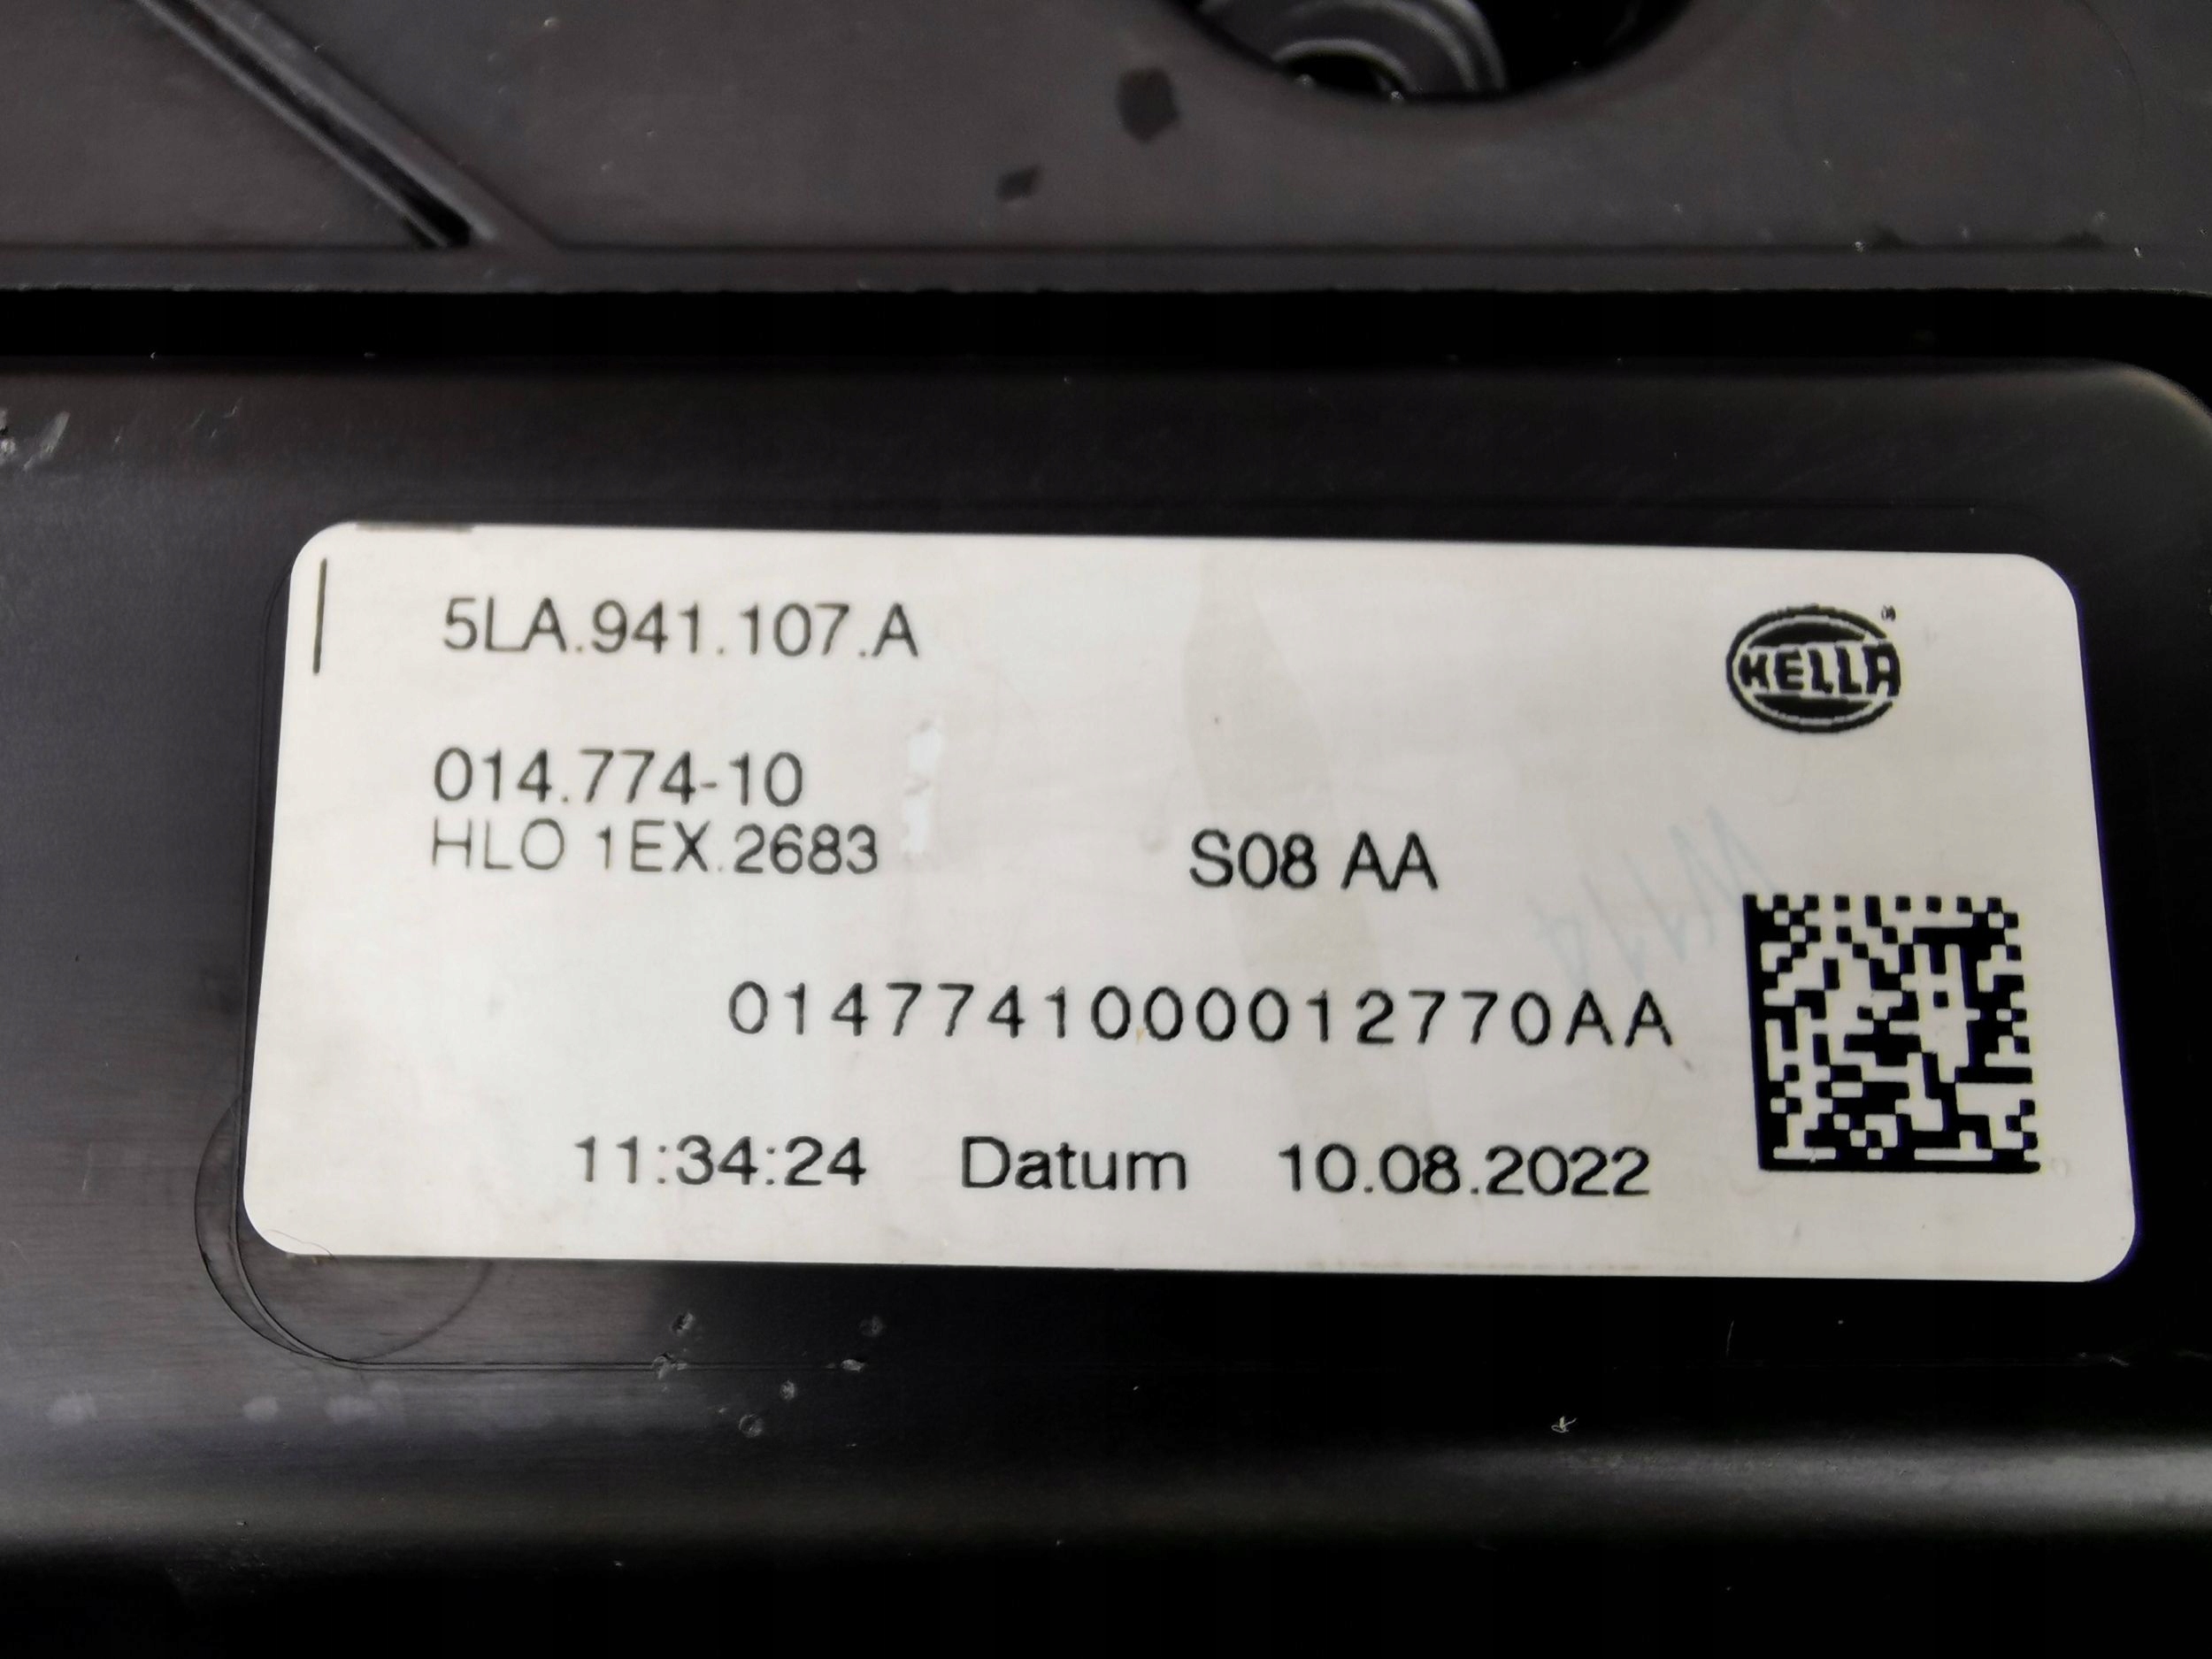 5LA.941.107.A
HELLA
014.774-10
HLO 1EX.2683 S08 AA
0147741000012770AA
11:34:24 Datum 10.08.2022